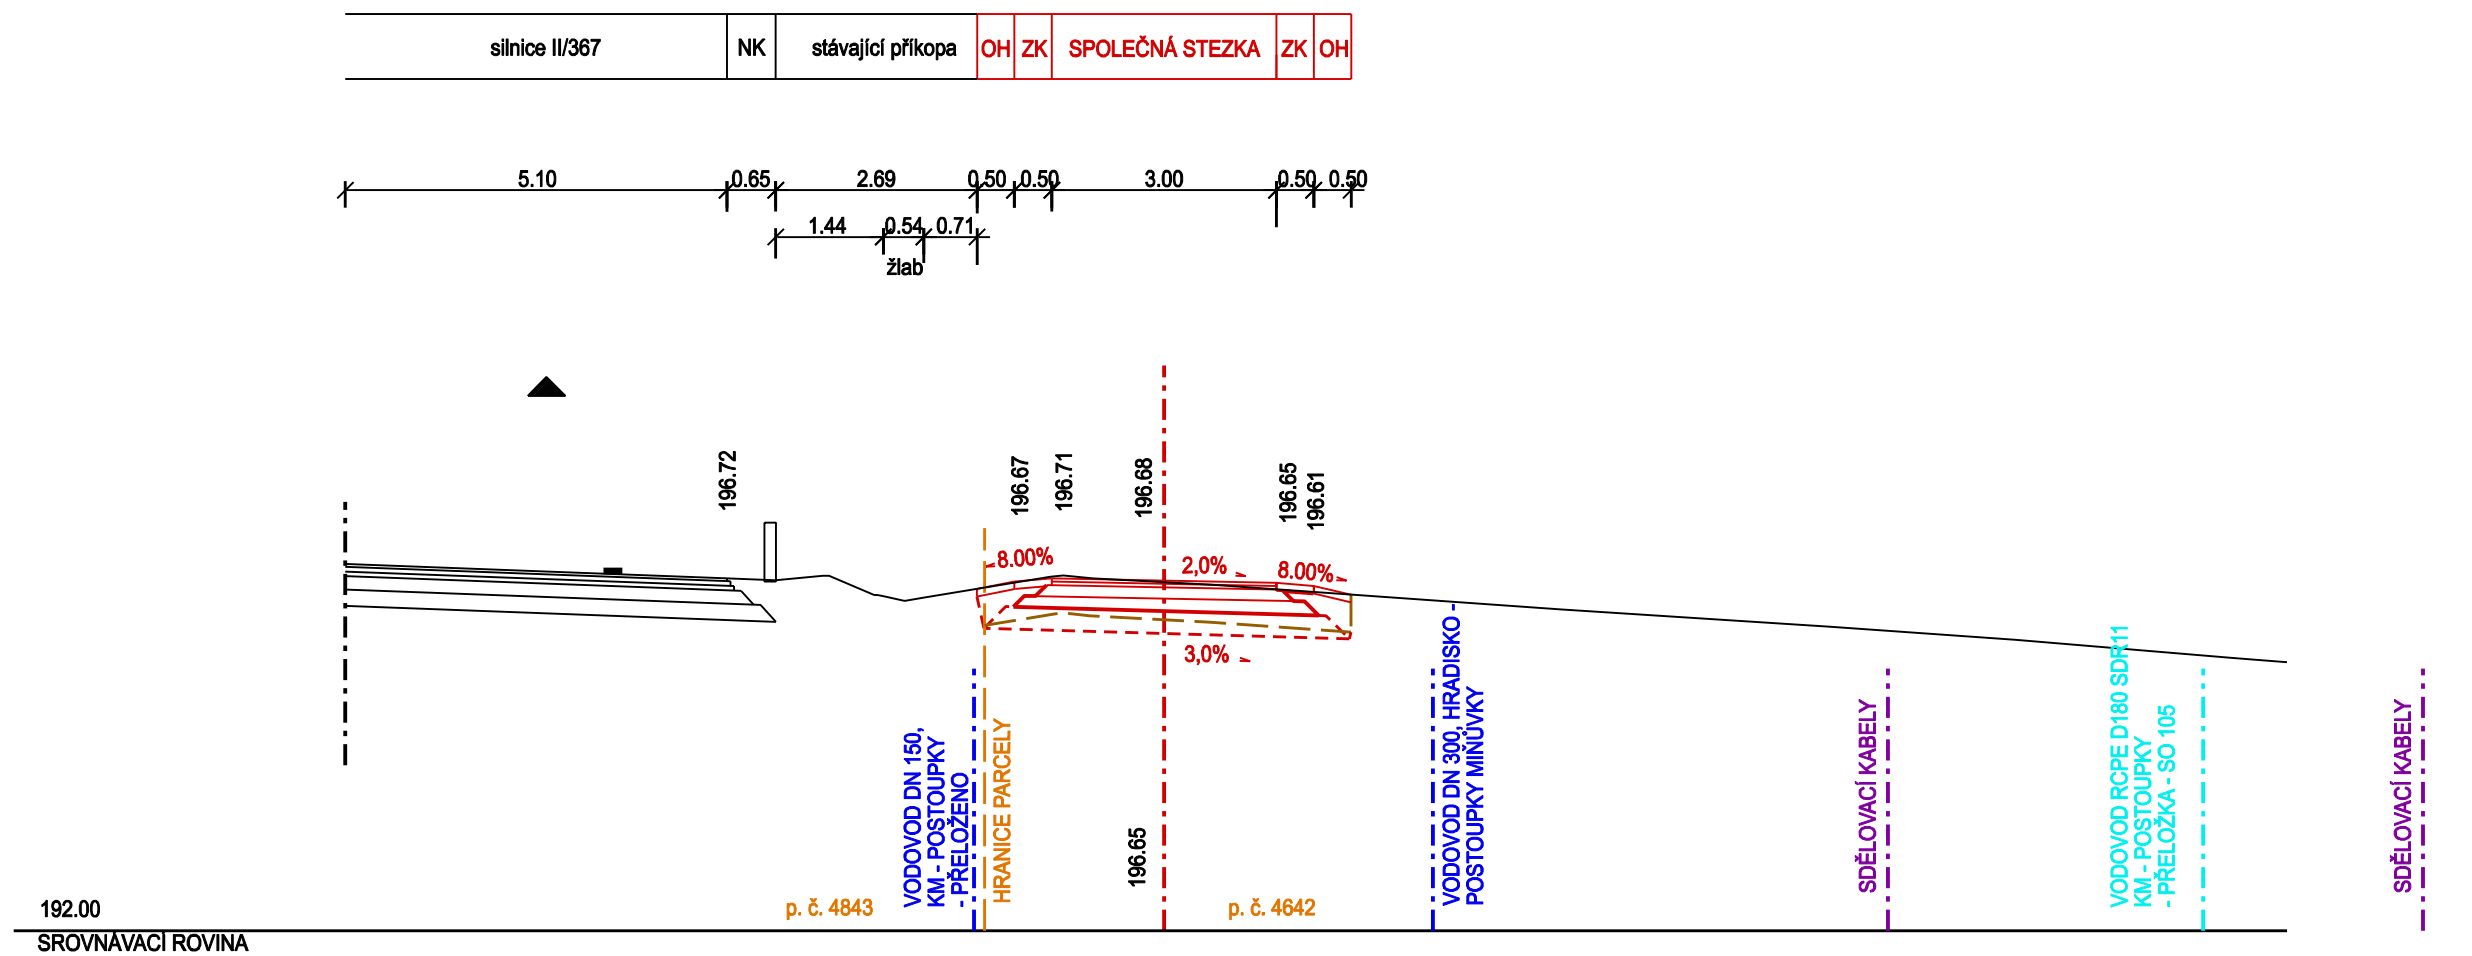 silnice II/367
NK
stávající příkopa
OH
ZK
SPOLEČNÁ STEZKA
ZK
OH
5.10
0.65
2.69
0.50
0.50
3.00
0.50
0.50
1.44
0.54
0.71
žlab
196.72
196.67
196.71
196.68
196.65
196.61
8.00%
2,0%
8.00%
3,0%
VODOVOD DN 150,
KM - POSTOUPKY
- PŘELOŽENO
HRANICE PARCELY
196.65
VODOVOD DN 300, HRADISKO
POSTOUPKY MIŇŮVKY
SDĚLOVACÍ KABELY
VODOVOD RCPE D180 SDR11
KM - POSTOUPKY
- PŘELOŽKA - SO 105
SDĚLOVACÍ KABELY
p. č. 4843
p. č. 4642
192.00
SROVNÁVACÍ ROVINA